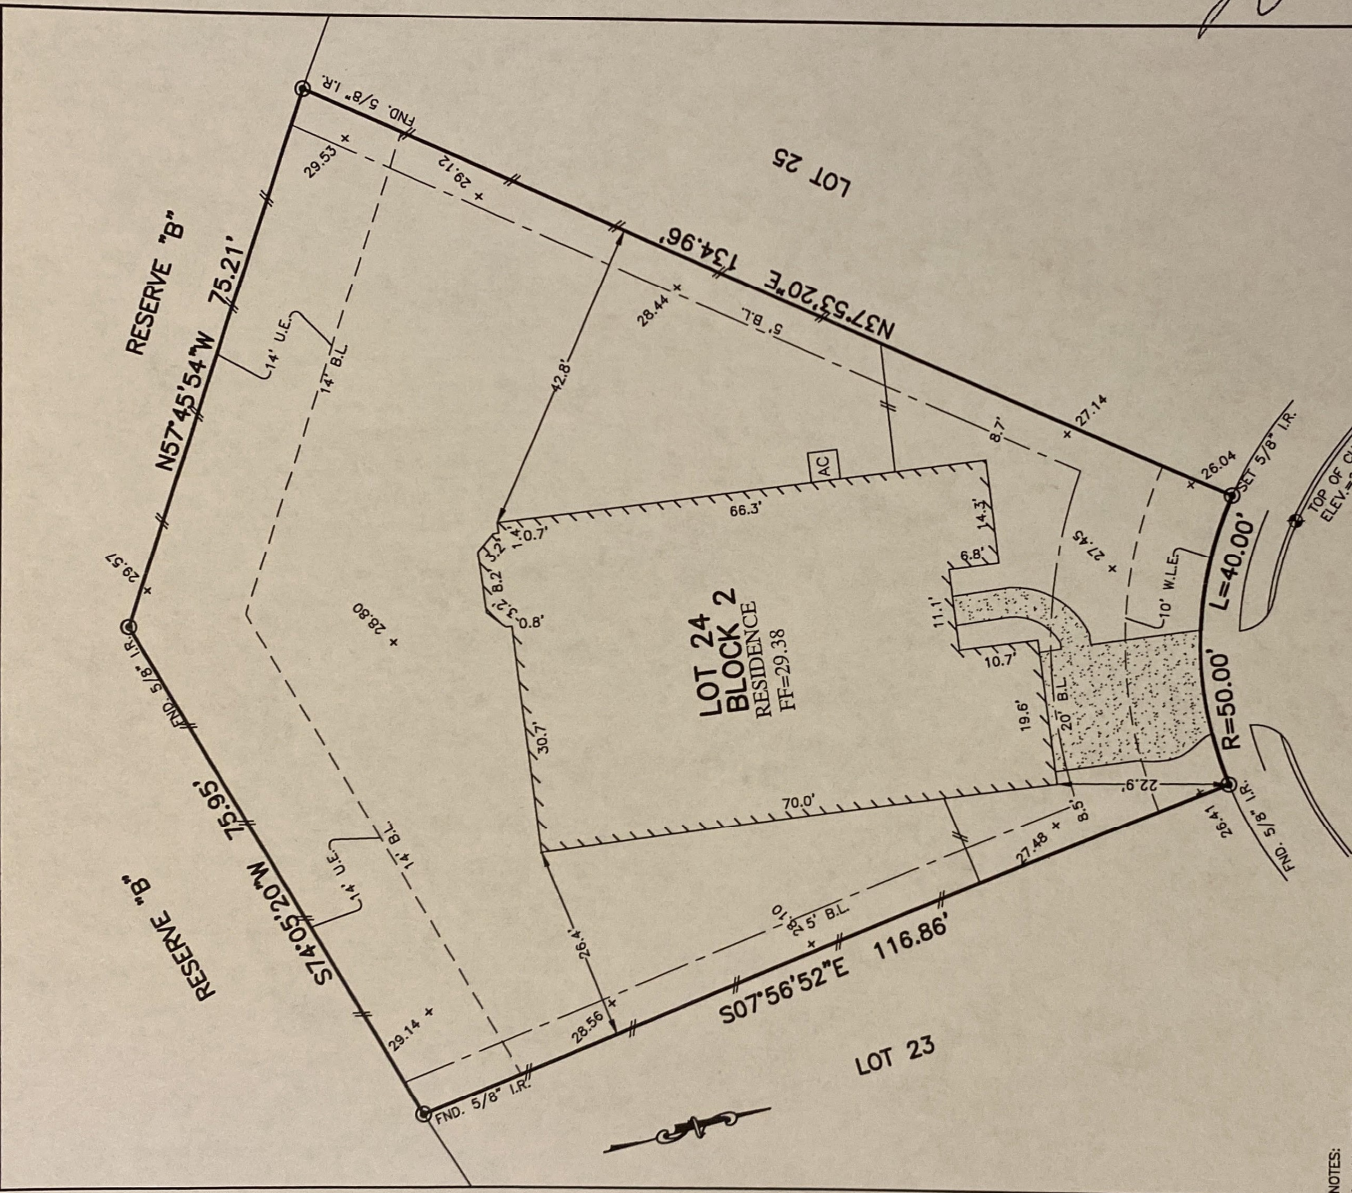 FND. 5/8" I.R.
29.53
29.12
LOT 25
RESERVE "B"
N57°45'54"W 75.21'
14' U.E.
14' B.L.
N37°53'20"E 134.96'
28.44
5' B.L.
42.8'
8.7'
27.14
26.04
SET 5/8" I.R.
TOP OF
ELEV.=
29.57
FND. 5/8" I.R.
28.80
AC
66.3'
0.7'
3.2'
8.2'
3.2'
0.8'
14.3'
6.8'
11.1'
10.7'
27.45
10' W.L.E.
L=40.00'
R=50.00'
LOT 24
BLOCK 2
RESIDENCE
FF=29.38
30.7'
19.6'
20' B.L.
70.0'
22.9'
8.5'
26.41
FND. 5/8" I.R.
27.48
S74°05'20"W 75.95'
14' U.E.
14' B.L.
RESERVE "B"
26.4'
5' B.L.
28.56
29.14
S07°56'52"E 116.86'
FND. 5/8" I.R.
LOT 23
NOTES: